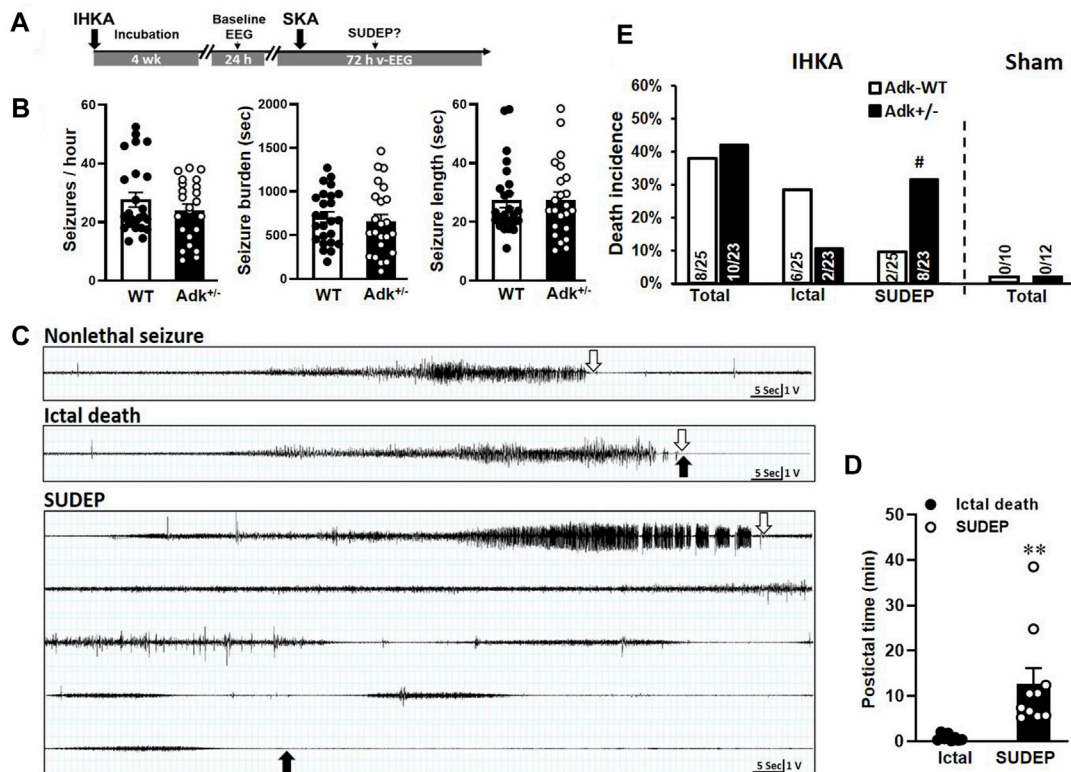 A
IHKA
Incubation
Baseline
EEG
SKA
SUDEP?
4 wk
24 h
72 h v-EEG
B
Seizures / hour
60
40
20
0
WT
Adk+/-
Seizure burden (sec)
2000
1500
1000
500
0
WT
Adk+/-
Seizure length (sec)
60
40
20
0
WT
Adk+/-
C
Nonlethal seizure
5 Sec 1 V
Ictal death
5 Sec 1 V
SUDEP
5 Sec 1 V
D
Ictal death
SUDEP
Postictal time (min)
50
40
30
20
10
0
**
Ictal
SUDEP
E
IHKA
Sham
Adk-WT
Adk+/-
Death incidence
60%
50%
40%
30%
20%
10%
0%
#
8/25
10/23
6/25
2/23
2/25
8/23
0/10
0/12
Total
Ictal
SUDEP
Total